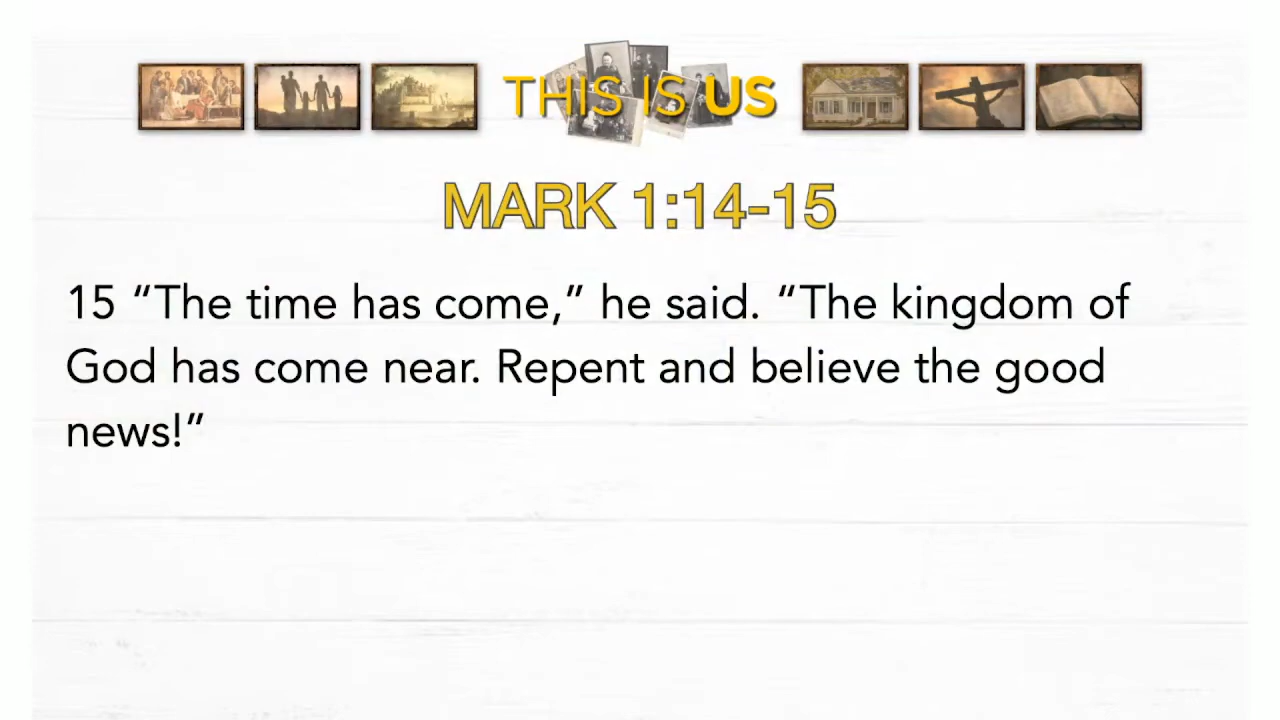 THIS IS US
MARK 1:14-15
15 “The time has come,” he said. “The kingdom of
God has come near. Repent and believe the good
news!”